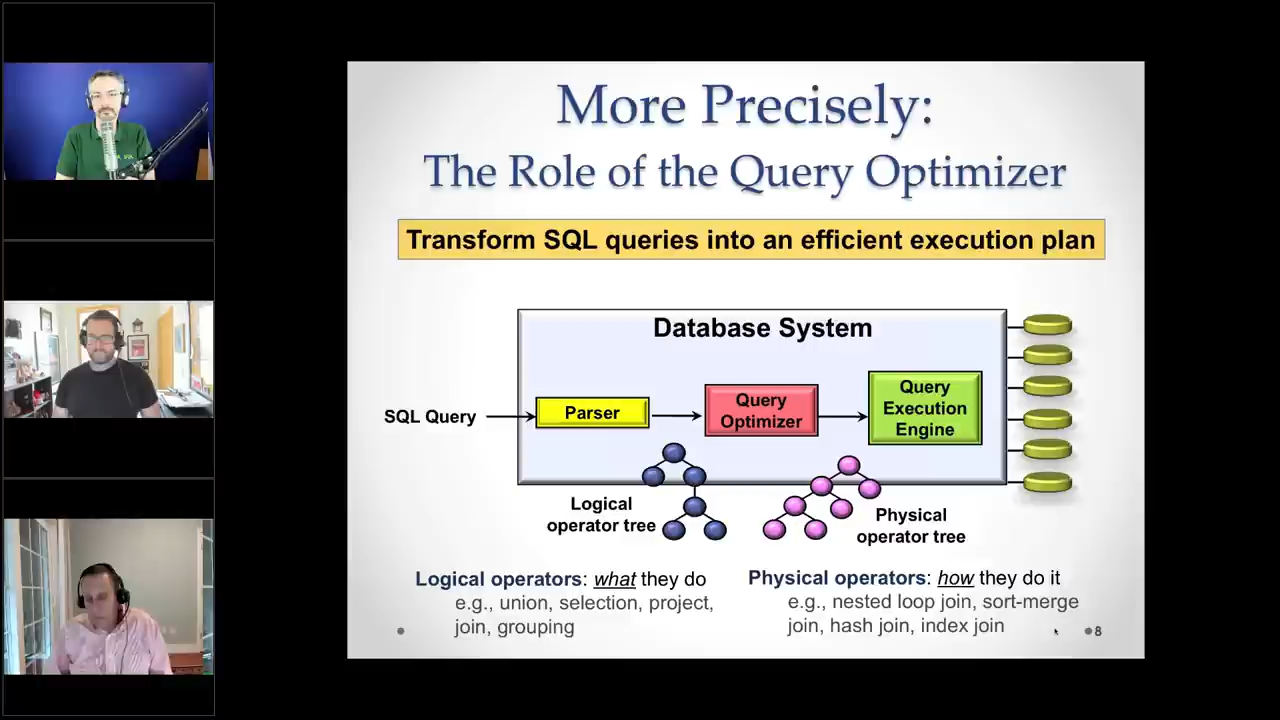 More Precisely:
The Role of the Query Optimizer
Transform SQL queries into an efficient execution plan
Database System
SQL Query
Parser
Query
Optimizer
Query
Execution
Engine
Logical
operator tree
Physical
operator tree
Logical operators: what they do
e.g., union, selection, project,
join, grouping
Physical operators: how they do it
e.g., nested loop join, sort-merge
join, hash join, index join
8